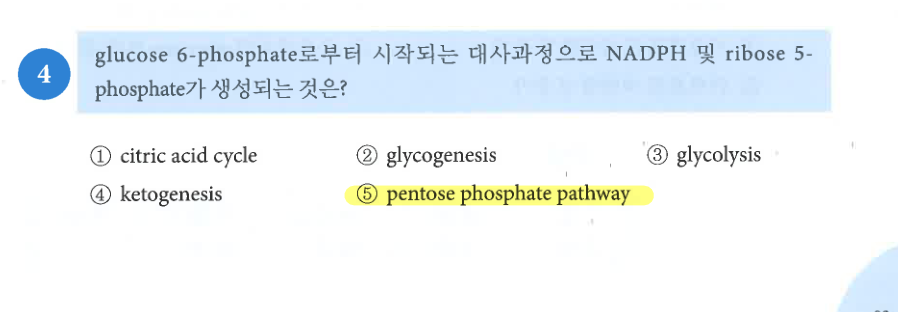 4
glucose 6-phosphate로부터 시작되는 대사과정으로 NADPH 및 ribose 5-
phosphate가 생성되는 것은?
① citric acid cycle ② glycogenesis ③ glycolysis
④ ketogenesis ⑤ pentose phosphate pathway